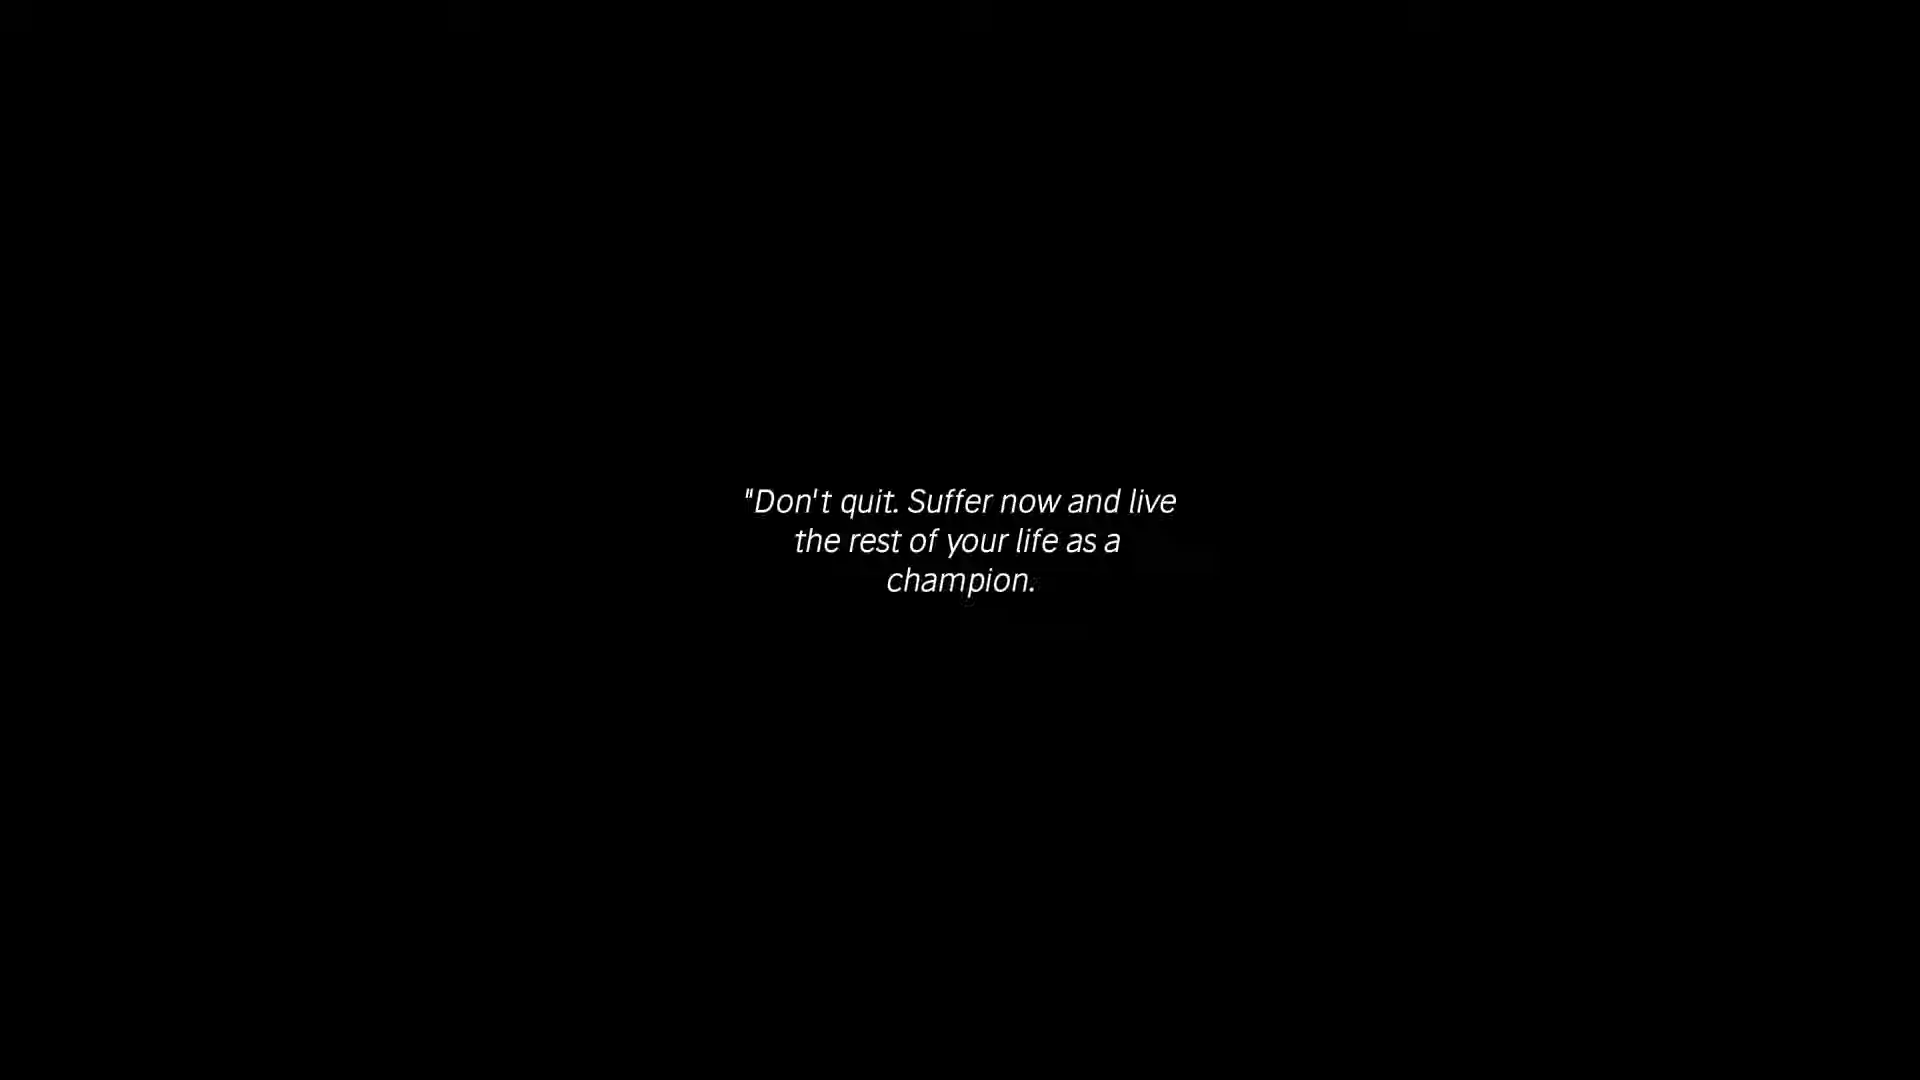 "Don't quit. Suffer now and live
the rest of your life as a
champion.